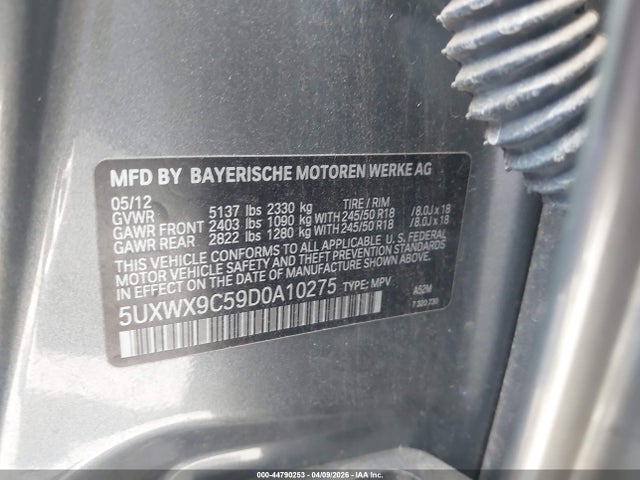 MFD BY BAYERISCHE MOTOREN WERKE AG
05/12 TIRE / RIM
GVWR 5137 lbs 2330 kg
GAWR FRONT 2403 lbs 1090 kg WITH 245/50 R18 / 8.0J x 18
GAWR REAR 2822 lbs 1280 kg WITH 245/50 R18 / 8.0J x 18
THIS VEHICLE CONFORMS TO ALL APPLICABLE U.S. FEDERAL
MOTOR VEHICLE SAFETY AND THEFT PREVENTION STANDARDS
IN EFFECT ON THE DATE OF MANUFACTURE SHOWN ABOVE.
5UXWX9C59D0A10275 TYPE: MPV A52M
000-44790253 - 04/09/2026 - IAA, Inc.